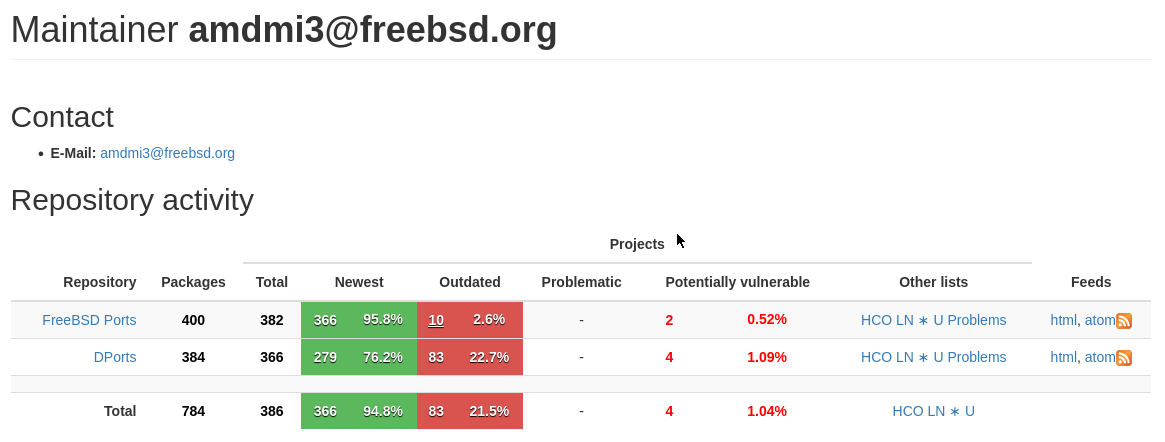 Maintainer amdmi3@freebsd.org
Contact
• E-Mail: amdmi3@freebsd.org
Repository activity
Projects
Repository Packages Total Newest Outdated Problematic Potentially vulnerable Other lists Feeds
FreeBSD Ports 400 382 366 95.8% 10 2.6% - 2 0.52% HCO LN ∗ U Problems html, atom
DPorts 384 366 279 76.2% 83 22.7% - 4 1.09% HCO LN ∗ U Problems html, atom
Total 784 386 366 94.8% 83 21.5% - 4 1.04% HCO LN ∗ U